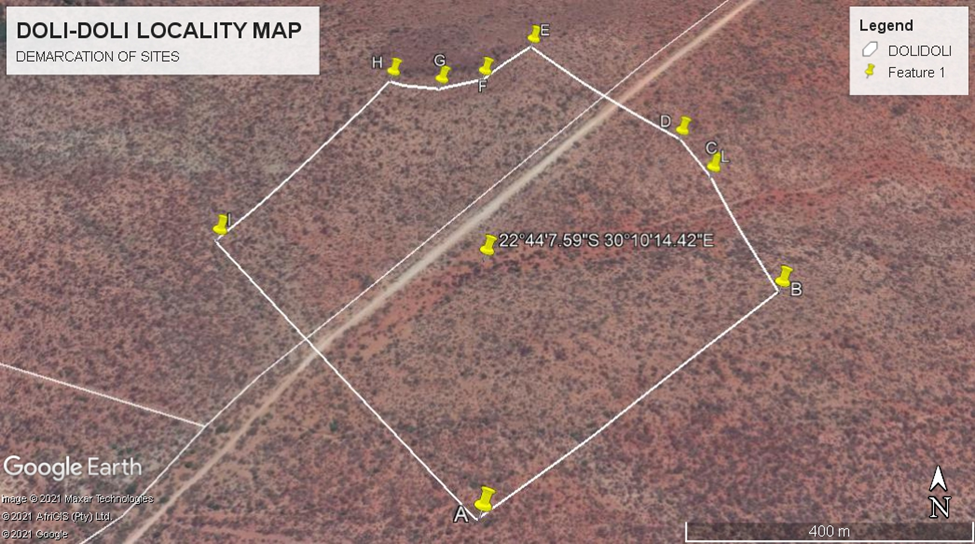 DOLI-DOLI LOCALITY MAP
DEMARCATION OF SITES
Legend
DOLIDOLI
Feature 1
E
H
G
F
D
C
L
I
22°44'7.59"S 30°10'14.42"E
B
A
Google Earth
Image © 2021 Maxar Technologies
© 2021 AfriGIS (Pty) Ltd.
© 2021 Google
N
400 m